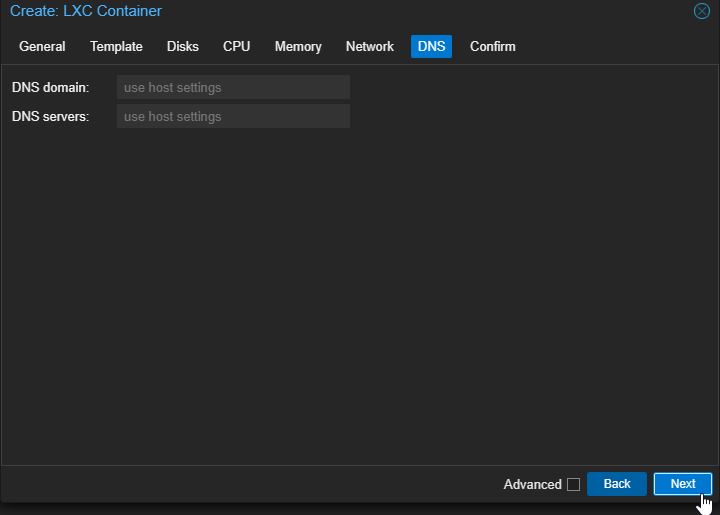 Create: LXC Container
General Template Disks CPU Memory Network DNS Confirm
DNS domain: use host settings
DNS servers: use host settings
Advanced Back Next